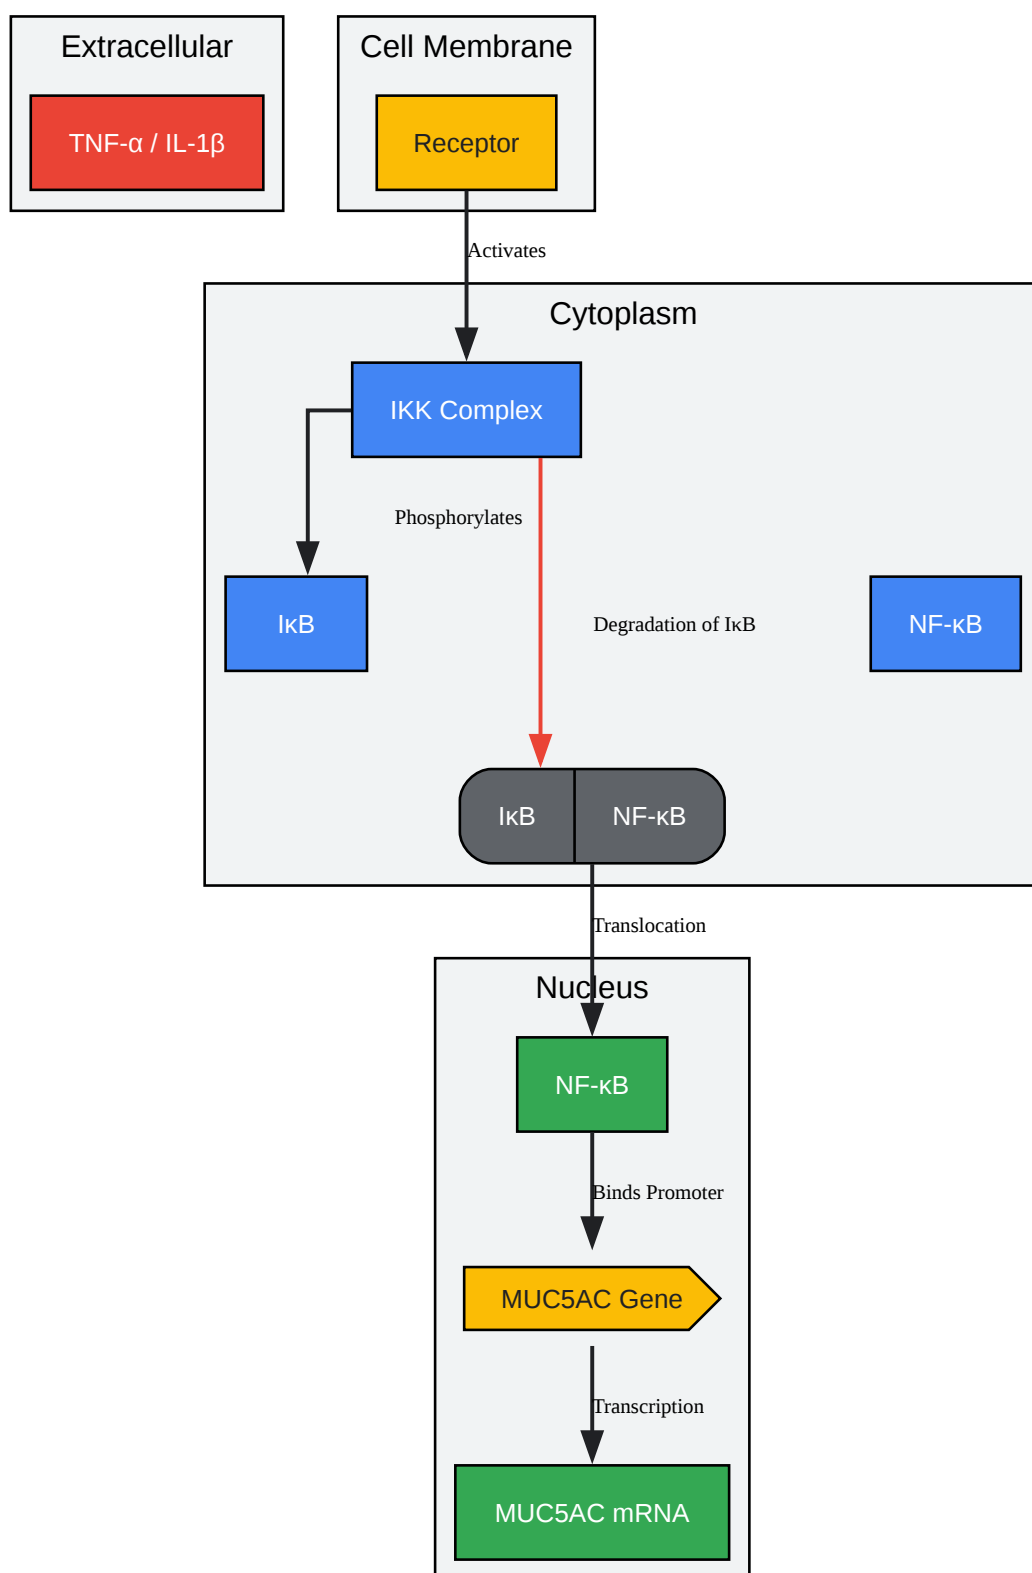 Extracellular
Cell Membrane
TNF-α / IL-1β
Receptor
Activates
Cytoplasm
IKK Complex
Phosphorylates
IκB
Degradation of IκB
NF-κB
IκB
NF-κB
Translocation
Nucleus
NF-κB
Binds Promoter
MUC5AC Gene
Transcription
MUC5AC mRNA